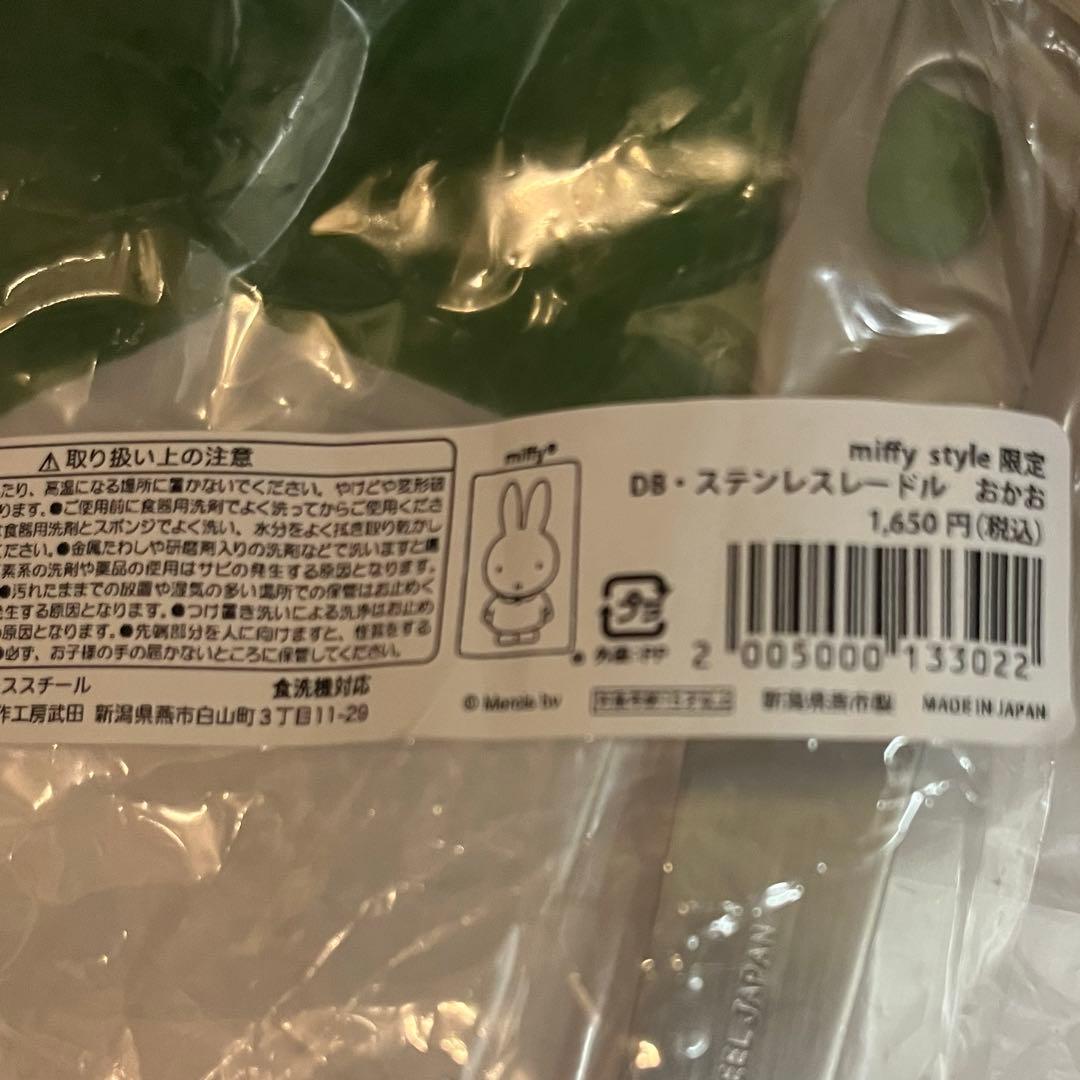 ⚠取り扱い上の注意
たり、高温になる場所に置かないでください。やけどや変形破
ります。●ご使用前に食器用洗剤でよく洗ってからご使用くださ
食器用洗剤とスポンジでよく洗い、水分をよく拭き取り乾かし
ください。●金属たわしや研磨剤入りの洗剤などで洗いますと
素系の洗剤や薬品の使用はサビの発生する原因となります。
●汚れたままでの放置や湿気の多い場所での保管はお止めく
発生する原因となります。●つけ置き洗いによる洗浄はお止め
原因となります。●先端部分を人に向けますと、怪我をする
●必ず、お子様の手の届かないところに保管してください。
ススチール 食洗機対応
作工房武田 新潟県燕市白山町3丁目11-29
miffy®
© Mercis bv
miffy style 限定
DB・ステンレスレードル おかお
1,650円(税込)
プラ
2 005000 133022
新潟県燕市製 MADE IN JAPAN
EEL JAPAN